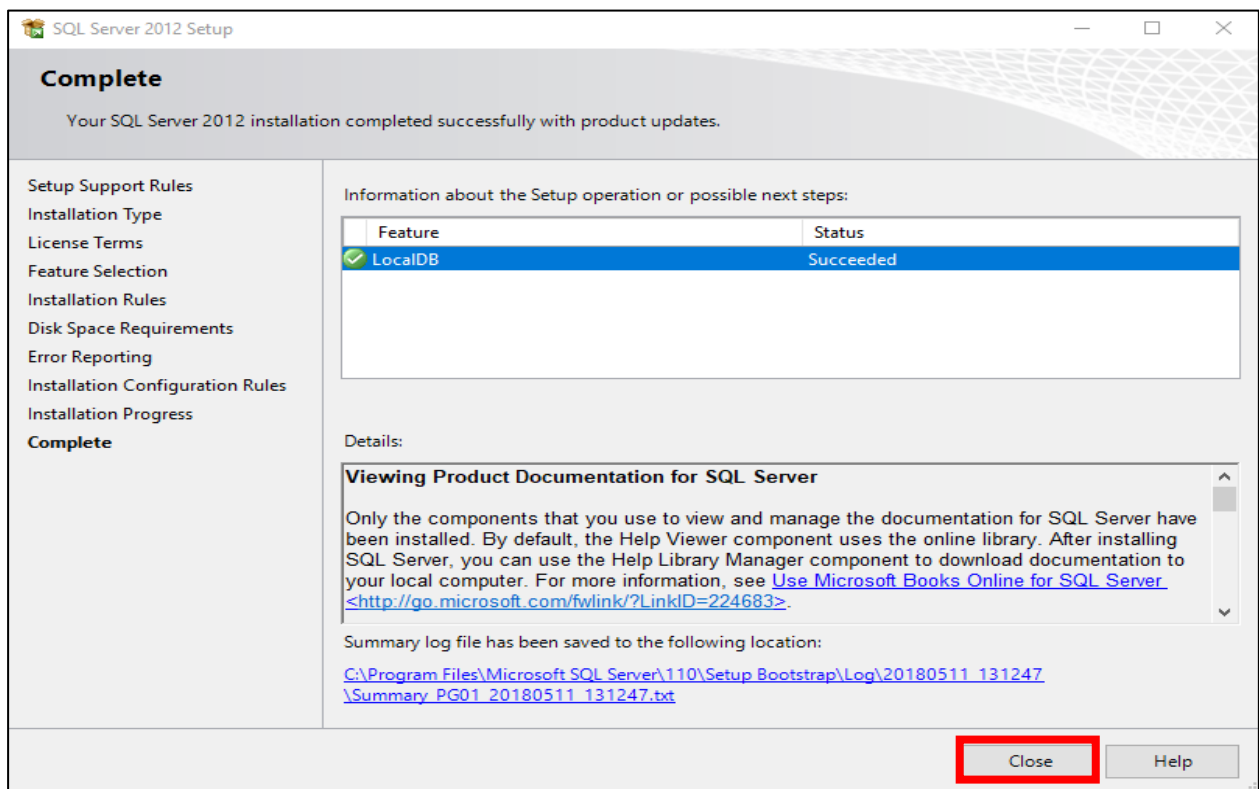 SQL Server 2012 Setup
Complete
Your SQL Server 2012 installation completed successfully with product updates.
Setup Support Rules
Installation Type
License Terms
Feature Selection
Installation Rules
Disk Space Requirements
Error Reporting
Installation Configuration Rules
Installation Progress
Complete
Information about the Setup operation or possible next steps:
Feature Status
LocalDB Succeeded
Details:
Viewing Product Documentation for SQL Server
Only the components that you use to view and manage the documentation for SQL Server have
been installed. By default, the Help Viewer component uses the online library. After installing
SQL Server, you can use the Help Library Manager component to download documentation to
your local computer. For more information, see Use Microsoft Books Online for SQL Server
<http://go.microsoft.com/fwlink/?LinkID=224683>.
Summary log file has been saved to the following location:
C:\Program Files\Microsoft SQL Server\110\Setup Bootstrap\Log\20180511_131247
\Summary_PG01_20180511_131247.txt
Close Help